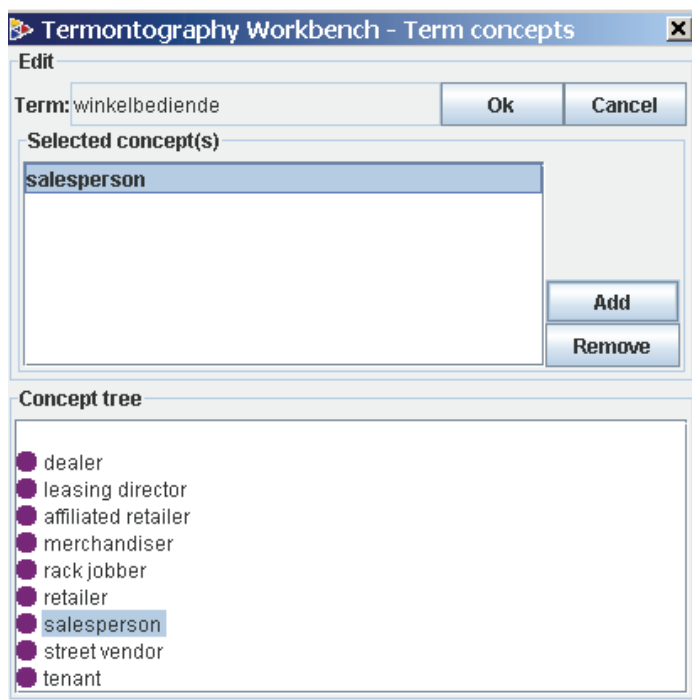 Termontography Workbench - Term concepts
Edit
Term: winkelbediende Ok Cancel
Selected concept(s)
salesperson
Add
Remove
Concept tree
dealer
leasing director
affiliated retailer
merchandiser
rack jobber
retailer
salesperson
street vendor
tenant